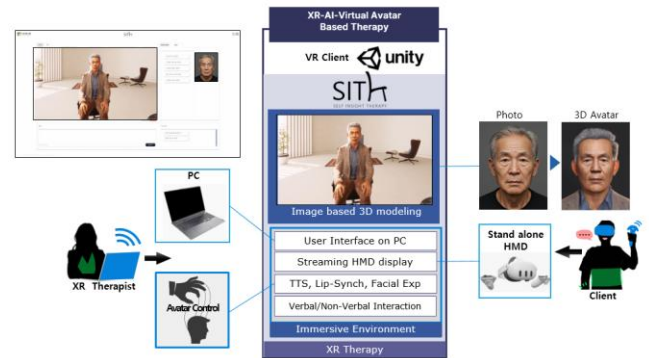 XR-AI-Virtual Avatar
Based Therapy
VR Client unity
SITh
SELF INSIGHT THERAPY
Photo
3D Avatar
Image based 3D modeling
PC
User Interface on PC
Streaming HMD display
TTS, Lip-Synch, Facial Exp
Verbal/Non-Verbal Interaction
Immersive Environment
XR Therapy
XR Therapist
Avatar Control
Stand alone
HMD
Client